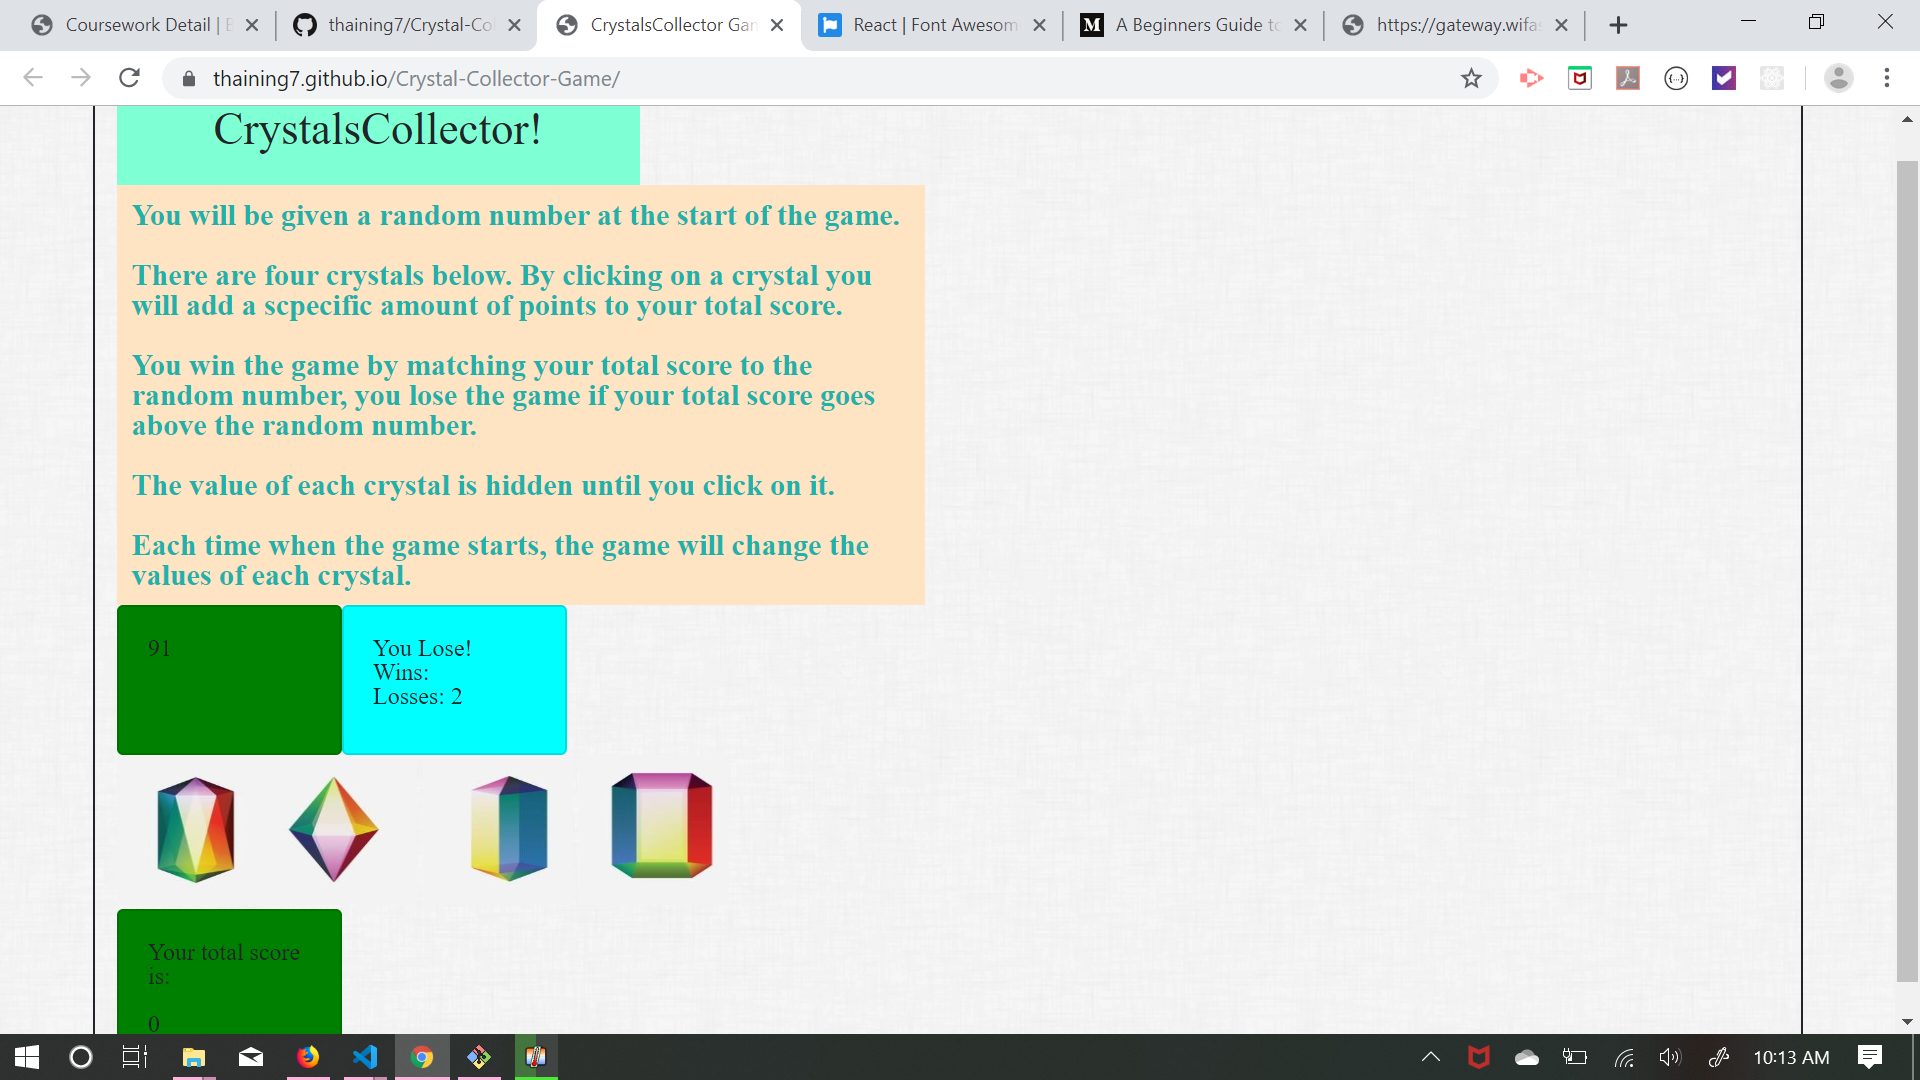 Coursework Detail | B
thaining7/Crystal-Co
CrystalsCollector Gam
React | Font Awesom
M A Beginners Guide to
https://gateway.wifas
thaining7.github.io/Crystal-Collector-Game/
CrystalsCollector!
You will be given a random number at the start of the game.
There are four crystals below. By clicking on a crystal you
will add a scpecific amount of points to your total score.
You win the game by matching your total score to the
random number, you lose the game if your total score goes
above the random number.
The value of each crystal is hidden until you click on it.
Each time when the game starts, the game will change the
values of each crystal.
91
You Lose!
Wins:
Losses: 2
Your total score
is:
0
10:13 AM